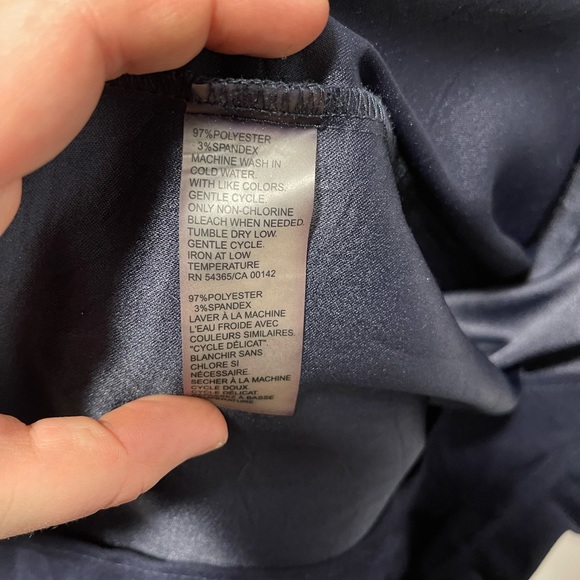 97%POLYESTER
3%SPANDEX
MACHINE WASH IN
COLD WATER.
WITH LIKE COLORS.
GENTLE CYCLE.
ONLY NON-CHLORINE
BLEACH WHEN NEEDED.
TUMBLE DRY LOW.
GENTLE CYCLE.
IRON AT LOW
TEMPERATURE
RN 54365/CA 00142
97%POLYESTER
3%SPANDEX
LAVER À LA MACHINE
L'EAU FROIDE AVEC
COULEURS SIMILAIRES.
"CYCLE DÉLICAT".
BLANCHIR SANS
CHLORE SI
NÉCESSAIRE.
SÉCHER À LA MACHINE
CYCLE DOUX
CYCLE DÉLICAT
À BASSE